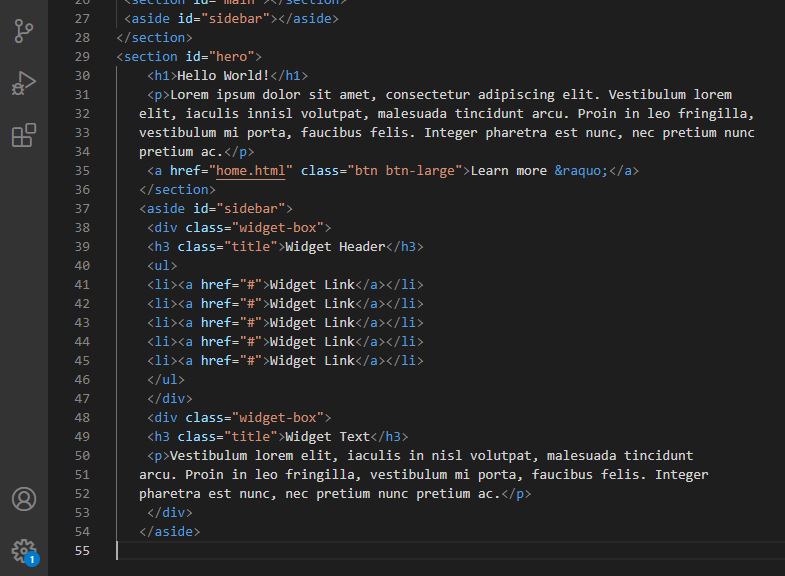 26 <section id="main"></section>
27 <aside id="sidebar"></aside>
28 </section>
29 <section id="hero">
30 <h1>Hello World!</h1>
31 <p>Lorem ipsum dolor sit amet, consectetur adipiscing elit. Vestibulum lorem
32 elit, iaculis innisl volutpat, malesuada tincidunt arcu. Proin in leo fringilla,
33 vestibulum mi porta, faucibus felis. Integer pharetra est nunc, nec pretium nunc
34 pretium ac.</p>
35 <a href="home.html" class="btn btn-large">Learn more &raquo;</a>
36 </section>
37 <aside id="sidebar">
38 <div class="widget-box">
39 <h3 class="title">Widget Header</h3>
40 <ul>
41 <li><a href="#">Widget Link</a></li>
42 <li><a href="#">Widget Link</a></li>
43 <li><a href="#">Widget Link</a></li>
44 <li><a href="#">Widget Link</a></li>
45 <li><a href="#">Widget Link</a></li>
46 </ul>
47 </div>
48 <div class="widget-box">
49 <h3 class="title">Widget Text</h3>
50 <p>Vestibulum lorem elit, iaculis in nisl volutpat, malesuada tincidunt
51 arcu. Proin in leo fringilla, vestibulum mi porta, faucibus felis. Integer
52 pharetra est nunc, nec pretium nunc pretium ac.</p>
53 </div>
54 </aside>
55
1